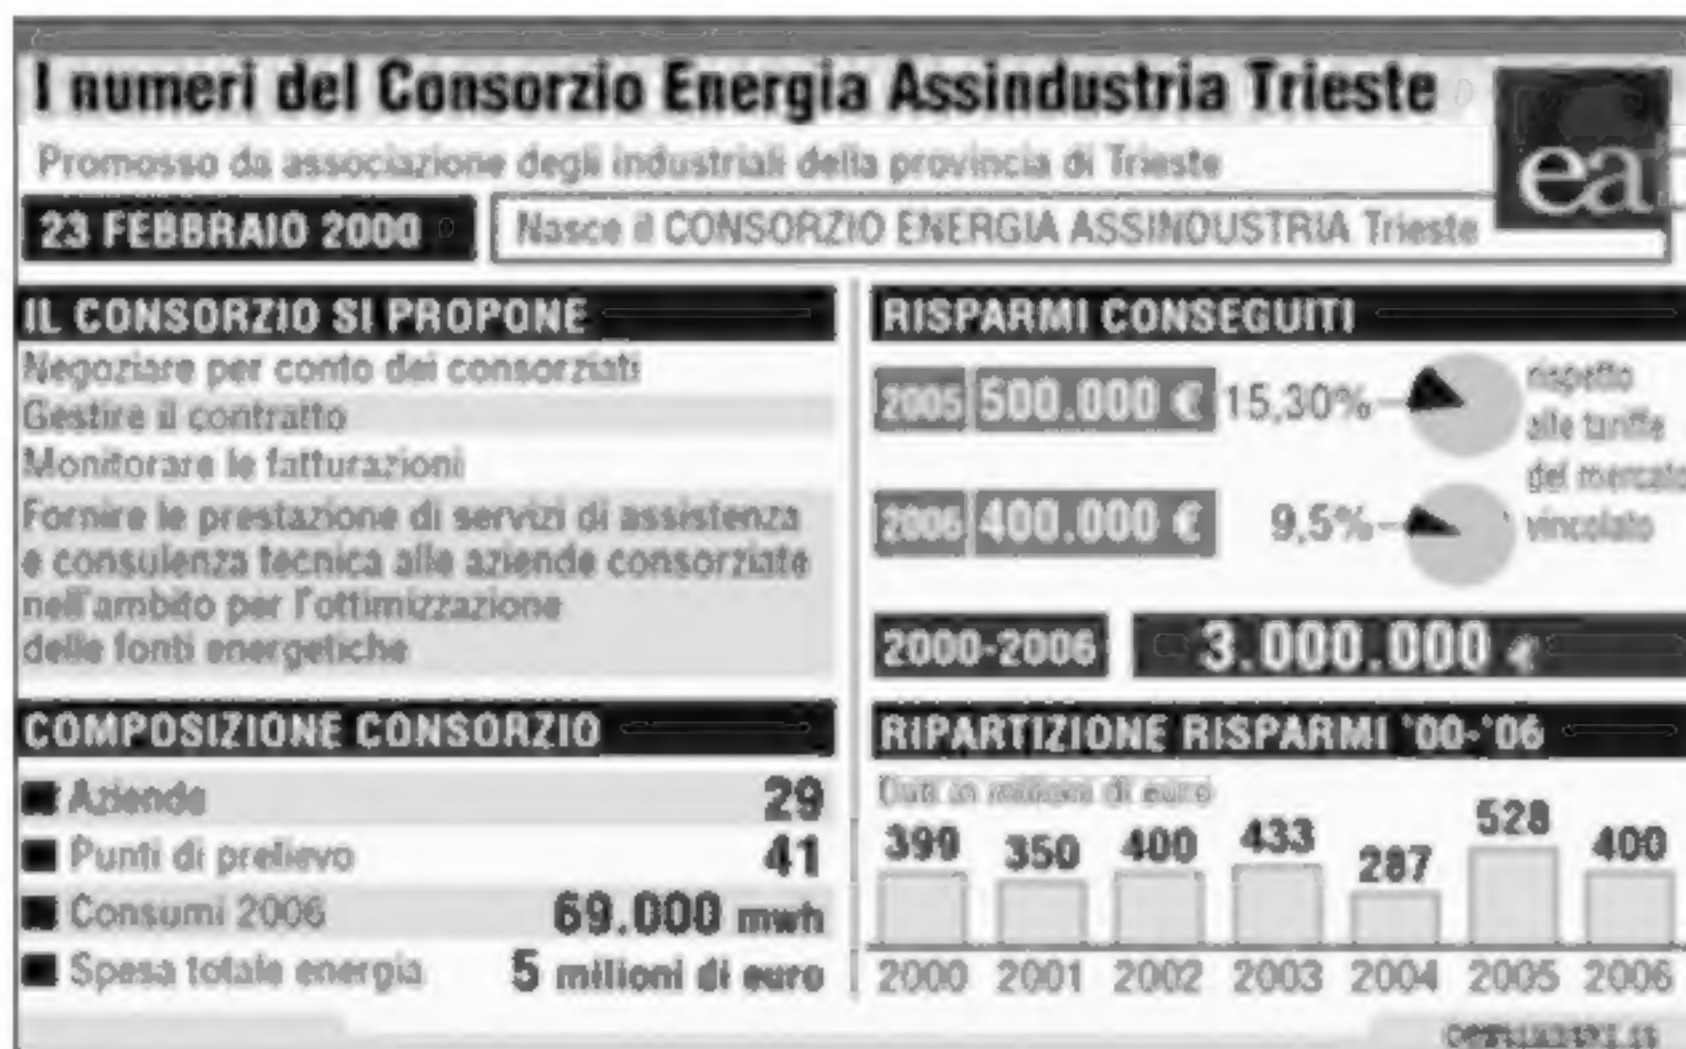 I numeri del Consorzio Energia Assindustria Trieste
ea
Promosso da associazione degli industriali della provincia di Trieste
23 FEBBRAIO 2000
Nasce il CONSORZIO ENERGIA ASSINDUSTRIA Trieste
IL CONSORZIO SI PROPONE
Negoziare per conto dei consorziati
Gestire il contratto
Monitorare le fatturazioni
Fornire le prestazione di servizi di assistenza
e consulenza tecnica alle aziende consorziate
nell'ambito per l'ottimizzazione
delle fonti energetiche
COMPOSIZIONE CONSORZIO
Aziende 29
Punti di prelievo 41
Consumi 2006 69.000 mwh
Spesa totale energia 5 milioni di euro
RISPARMI CONSEGUITI
2005 500.000 € 15,30%
2006 400.000 € 9,5%
rispetto
alle tariffe
del mercato
vincolato
2000-2006 3.000.000 €
RIPARTIZIONE RISPARMI '00-'06
Dati in milioni di euro
390 350 400 433 287 528 400
2000 2001 2002 2003 2004 2005 2006